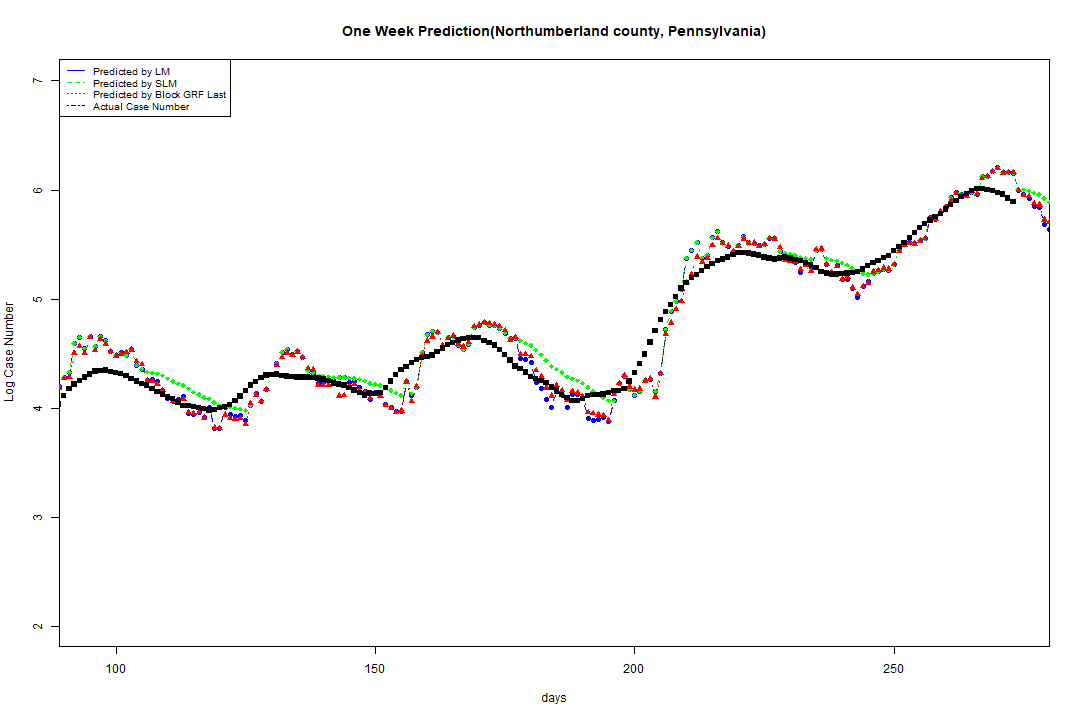 One Week Prediction(Northumberland county, Pennsylvania)
Predicted by LM
Predicted by SLM
Predicted by Block GRF Last
Actual Case Number
7
6
5
4
3
2
Log Case Number
100 150 200 250
days